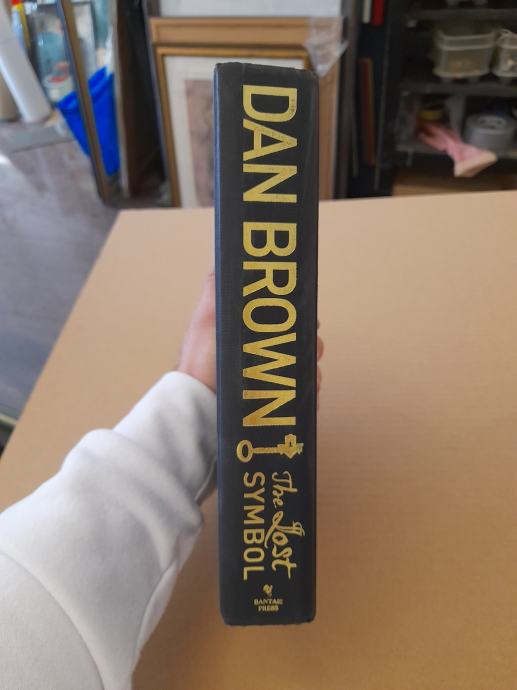 DAN BROWN
The Lost
SYMBOL
BANTAM
PRESS